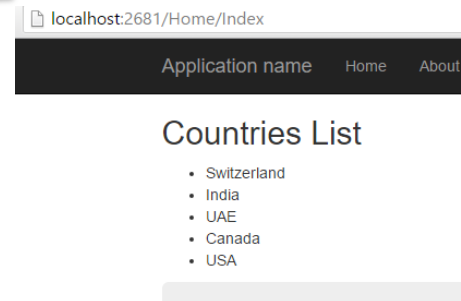 localhost:2681/Home/Index
Application name Home About
Countries List
• Switzerland
• India
• UAE
• Canada
• USA